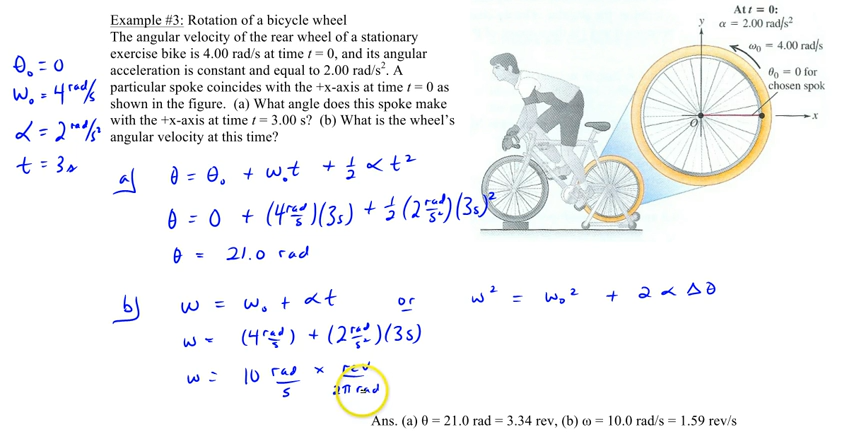 Example #3: Rotation of a bicycle wheel
The angular velocity of the rear wheel of a stationary
exercise bike is 4.00 rad/s at time t = 0, and its angular
acceleration is constant and equal to 2.00 rad/s². A
particular spoke coincides with the +x-axis at time t = 0 as
shown in the figure. (a) What angle does this spoke make
with the +x-axis at time t = 3.00 s? (b) What is the wheel's
angular velocity at this time?
θ₀ = 0
ω₀ = 4 rad/s
α = 2 rad/s²
t = 3s
At t = 0:
α = 2.00 rad/s²
ω₀ = 4.00 rad/s
θ₀ = 0 for
chosen spok
y
O
x
a) θ = θ₀ + ω₀t + 1/2 αt²
θ = 0 + (4 rad/s)(3s) + 1/2 (2 rad/s²)(3s)²
θ = 21.0 rad
b) ω = ω₀ + αt or ω² = ω₀² + 2αΔθ
ω = (4 rad/s) + (2 rad/s²)(3s)
ω = 10 rad/s × rev/2π rad
Ans. (a) θ = 21.0 rad = 3.34 rev, (b) ω = 10.0 rad/s = 1.59 rev/s